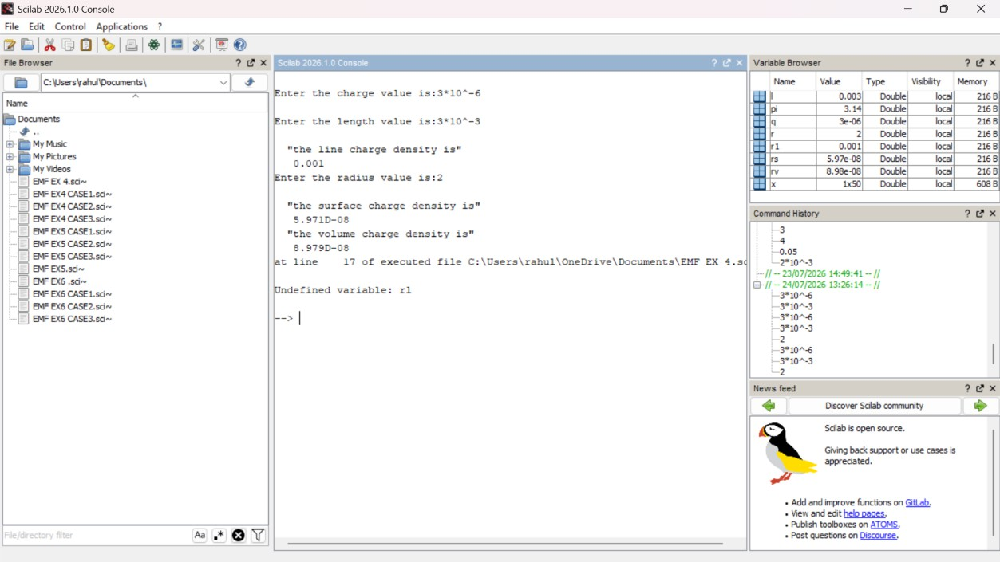 Scilab 2026.1.0 Console
File Edit Control Applications ?
File Browser ?
C:\Users\rahul\Documents\
Name
Documents
..
My Music
My Pictures
My Videos
EMF EX 4.sci~
EMF EX4 CASE1.sci~
EMF EX4 CASE2.sci~
EMF EX4 CASE3.sci~
EMF EX5 CASE1.sci~
EMF EX5 CASE2.sci~
EMF EX5 CASE3.sci~
EMF EX5.sci~
EMF EX6 .sci~
EMF EX6 CASE1.sci~
EMF EX6 CASE2.sci~
EMF EX6 CASE3.sci~
File/directory filter Aa .*
Scilab 2026.1.0 Console ?
Enter the charge value is:3*10^-6
Enter the length value is:3*10^-3
"the line charge density is"
0.001
Enter the radius value is:2
"the surface charge density is"
5.971D-08
"the volume charge density is"
8.979D-08
at line 17 of executed file C:\Users\rahul\OneDrive\Documents\EMF EX 4.sc
Undefined variable: rl
-->
Variable Browser ?
Name Value Type Visibility Memory
l 0.003 Double local 216 B
pi 3.14 Double local 216 B
q 3e-06 Double local 216 B
r 2 Double local 216 B
r1 0.001 Double local 216 B
rs 5.97e-08 Double local 216 B
rv 8.98e-08 Double local 216 B
x 1x50 Double local 608 B
Command History ?
3
4
0.05
2*10^-3
// -- 23/07/2026 14:49:41 -- //
// -- 24/07/2026 13:26:14 -- //
3*10^-6
3*10^-3
3*10^-6
3*10^-3
2
3*10^-6
3*10^-3
2
News feed ?
Discover Scilab community
Scilab is open source.
Giving back support or use cases is
appreciated.
• Add and improve functions on GitLab.
• View and edit help pages.
• Publish toolboxes on ATOMS.
• Post questions on Discourse.